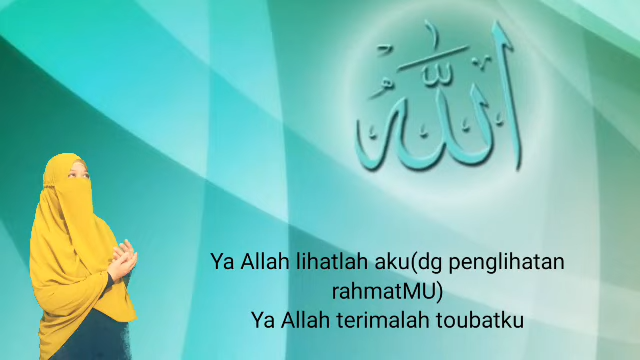 الله
Ya Allah lihatlah aku(dg penglihatan
rahmatMU)
Ya Allah terimalah toubatku